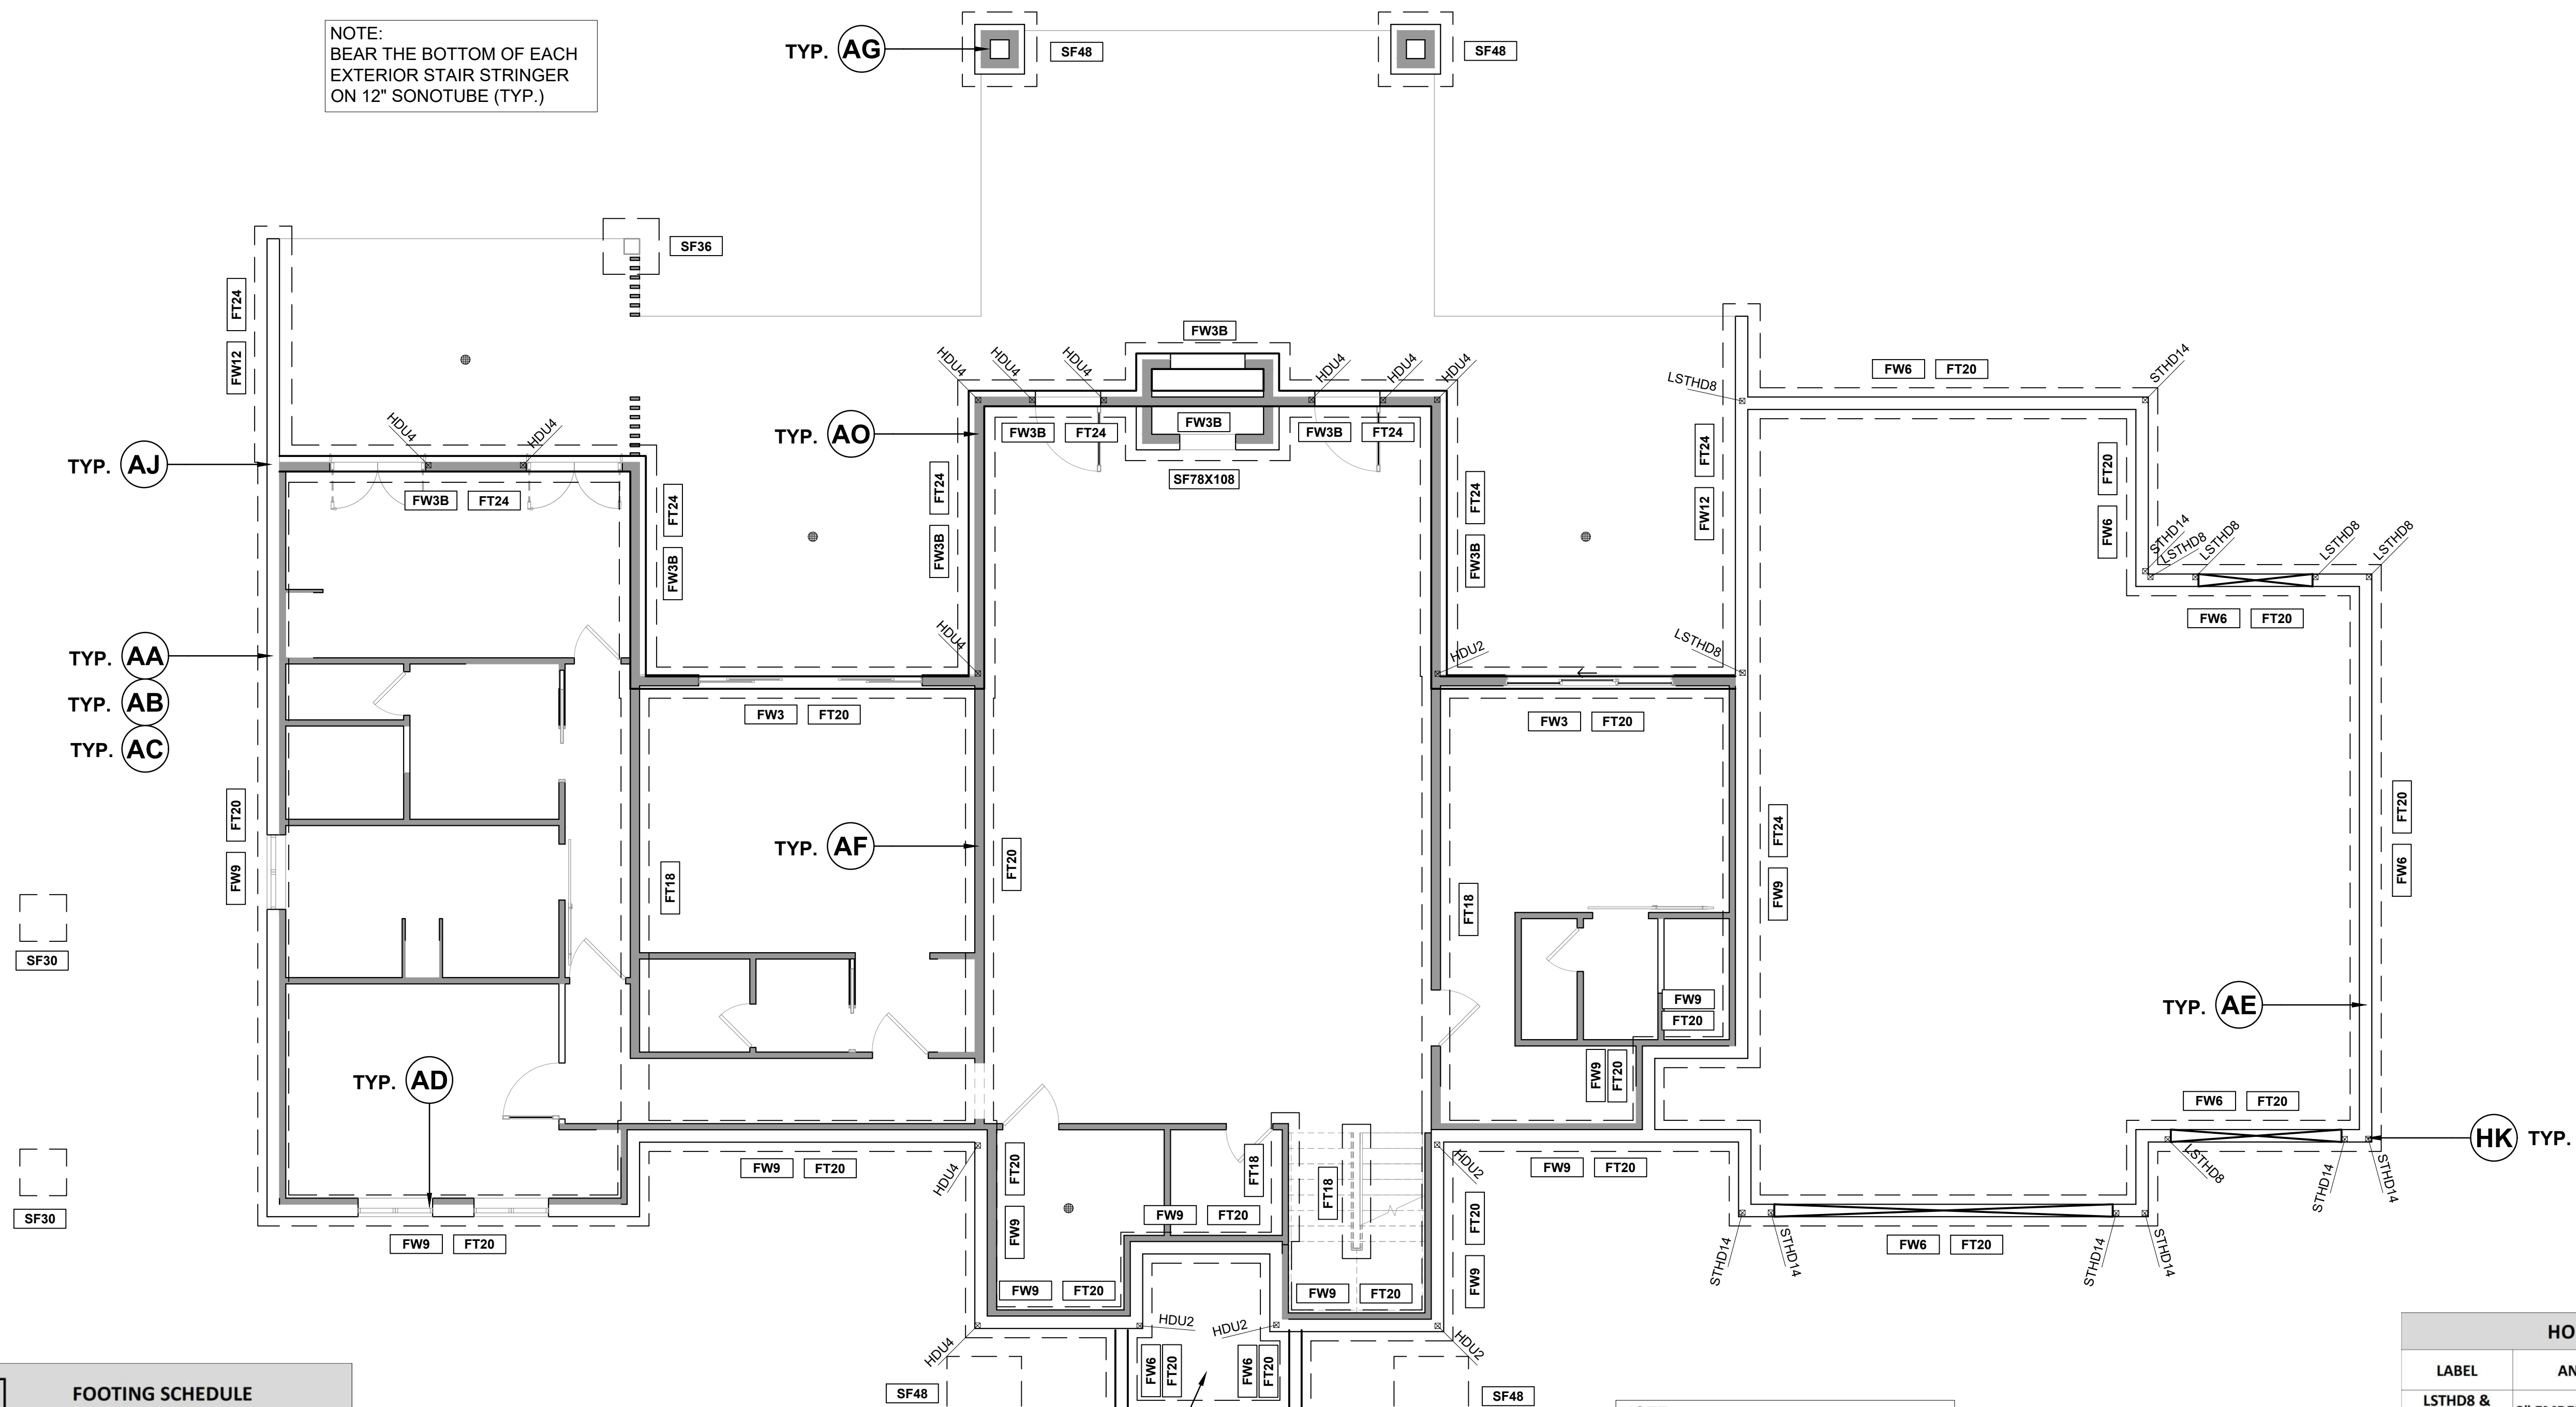 NOTE:
BEAR THE BOTTOM OF EACH
EXTERIOR STAIR STRINGER
ON 12" SONOTUBE (TYP.)
TYP. AG
SF48
SF48
SF36
FT24
FW12
FW3B
HDU4
HDU4
HDU4
HDU4
HDU4
HDU4
LSTHD8
FW6
FT20
STHD14
HDU4
HDU4
TYP. AO
FW3B
FT24
FW3B
FW3B
FT24
SF78X108
TYP. AJ
FW3B
FT24
FT24
FW3B
FT24
FW3B
FT24
FW3B
FT24
FW12
FT20
FW6
STHD14
LSTHD8
LSTHD8
LSTHD8
LSTHD8
FW6
FT20
HDU4
HDU2
LSTHD8
TYP. AA
TYP. AB
TYP. AC
FW3
FT20
FW3
FT20
FT20
FW9
TYP. AF
FT18
FT20
FT18
FT24
FW9
FT20
FW6
SF30
FW9
FT20
TYP. AE
TYP. AD
FW9
FT20
FW6
FT20
HK TYP.
FW9
FT20
HDU4
FT20
FW9
FT18
FT18
FW9
FT20
HDU2
FW9
FT20
FT20
FW9
LSTHD8
STHD14
STHD14
SF30
FW9
FT20
FW9
FT20
FW9
FT20
STHD14
STHD14
FW6
FT20
STHD14
STHD14
HDU4
HDU2
HDU2
HDU2
FW6
FT20
FW6
FT20
SF48
SF48
FOOTING SCHEDULE
HO
LABEL
AN
LSTHD8 &